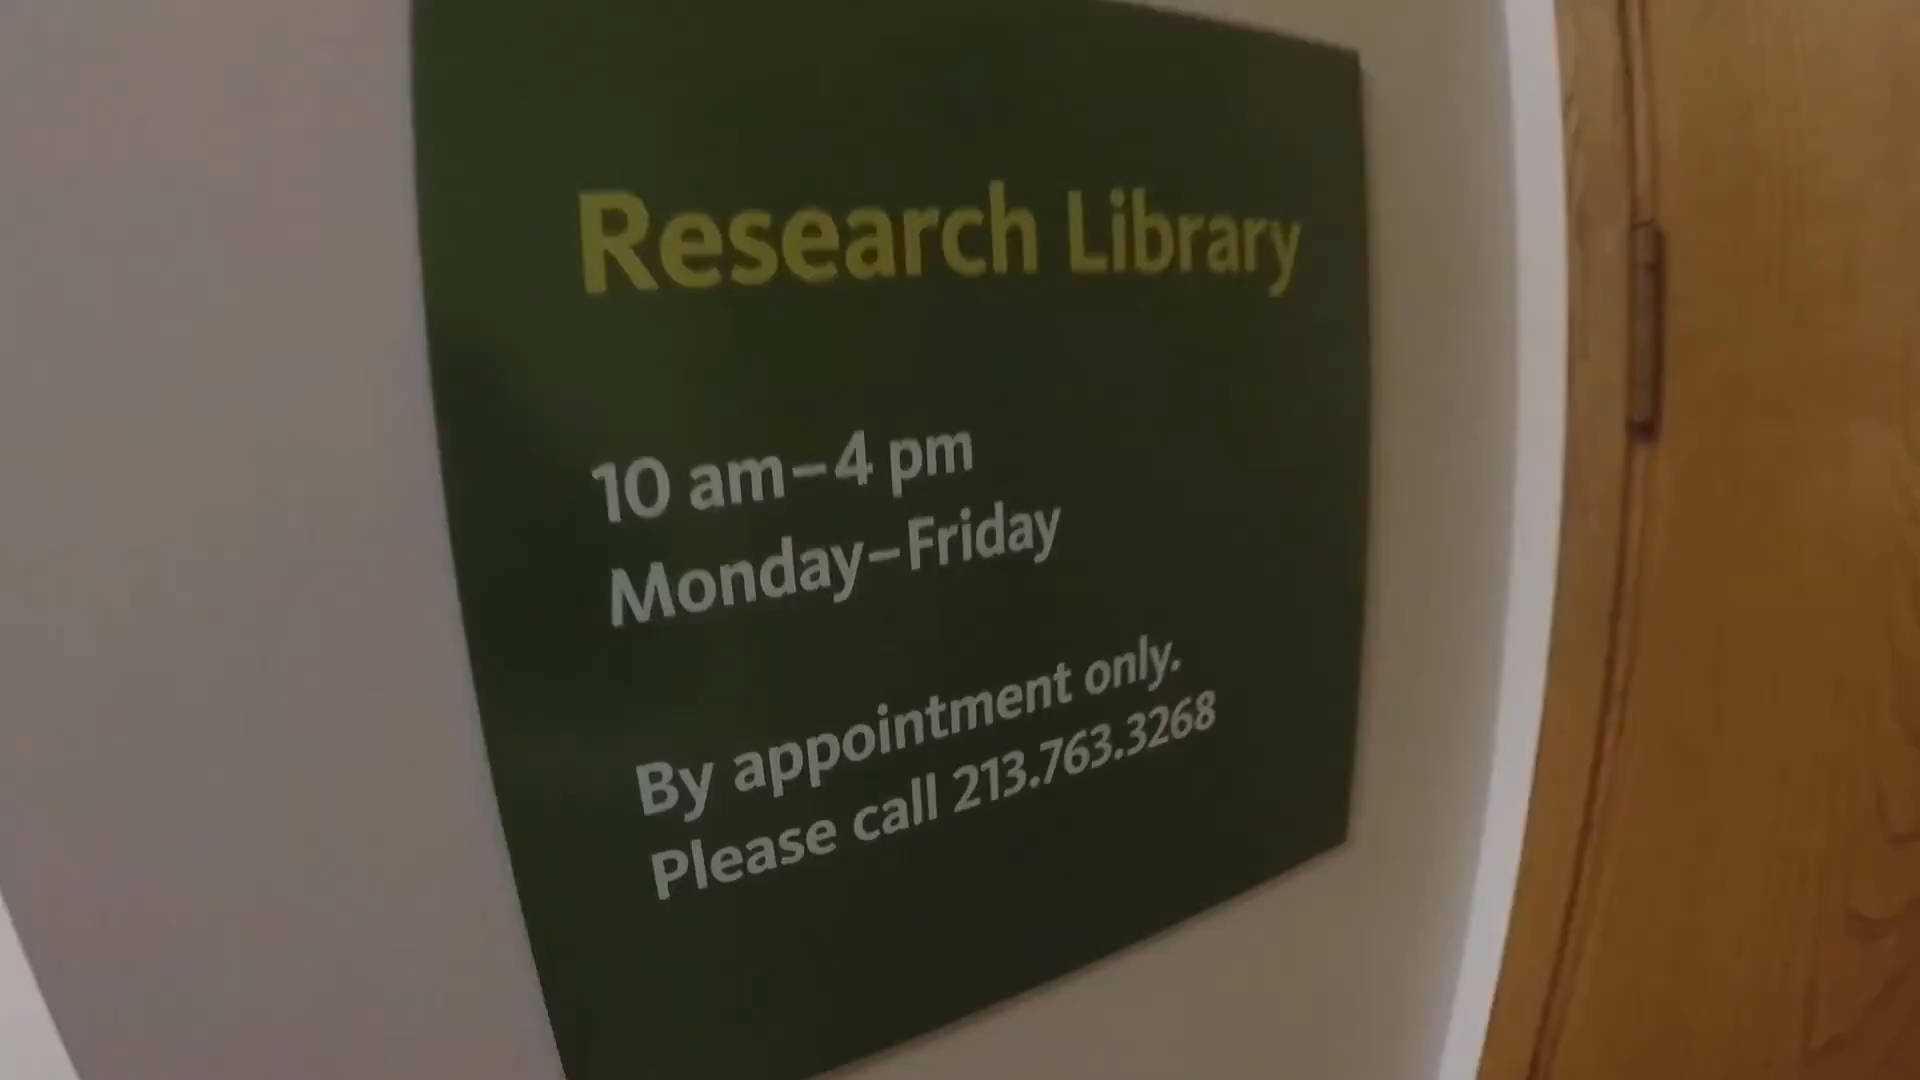 Research Library
10 am–4 pm
Monday–Friday
By appointment only.
Please call 213.763.3268